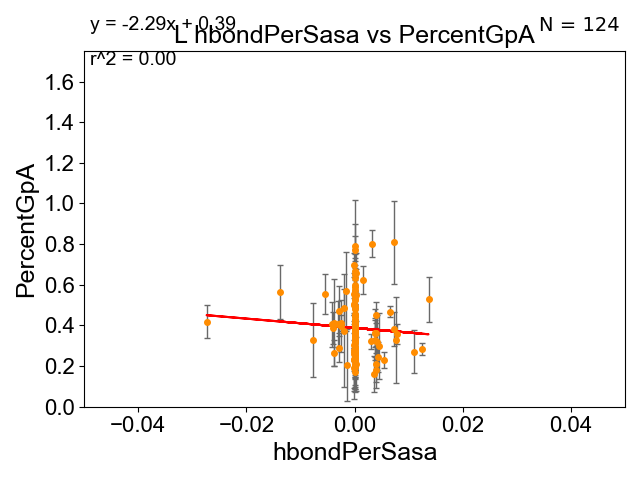 y = -2.29x + 0.39
N = 124
L hbondPerSasa vs PercentGpA
r^2 = 0.00
PercentGpA
1.6
1.4
1.2
1.0
0.8
0.6
0.4
0.2
0.0
−0.04 −0.02 0.00 0.02 0.04
hbondPerSasa